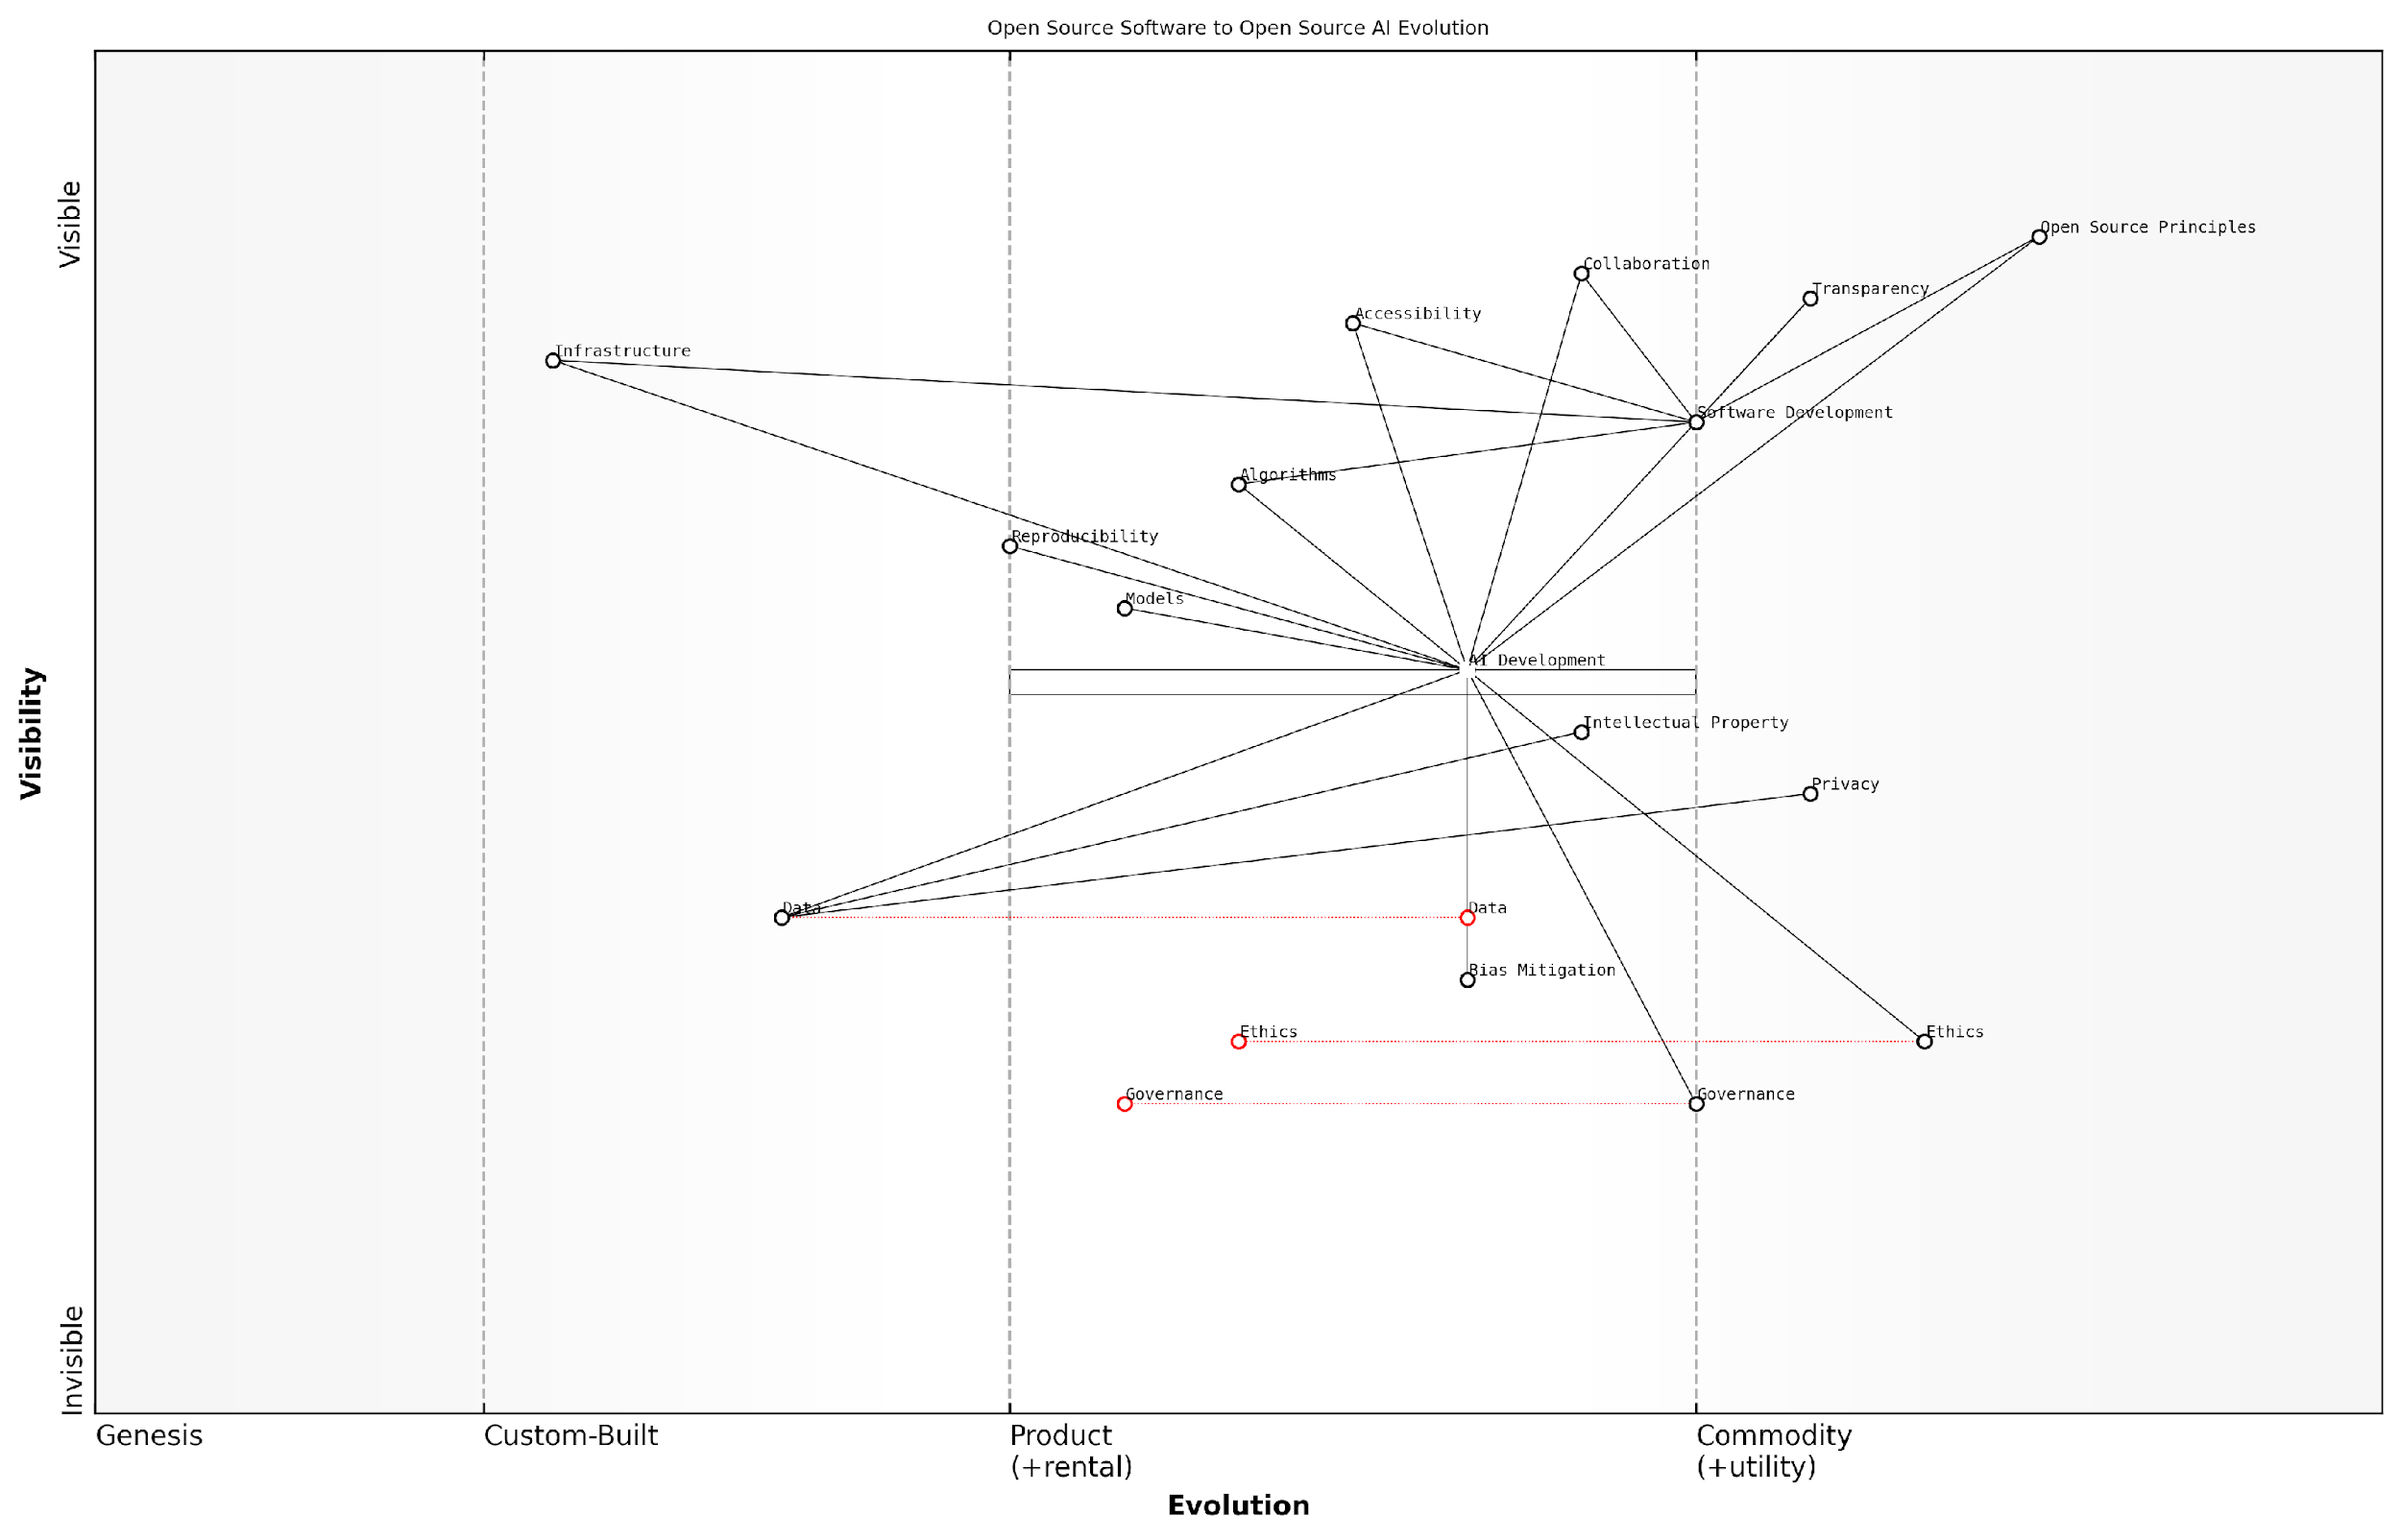 Open Source Software to Open Source AI Evolution
Visible
Open Source Principles
Collaboration
Transparency
Accessibility
Infrastructure
Software Development
Algorithms
Reproducibility
Models
AI Development
Visibility
Intellectual Property
Privacy
Data
Data
Bias Mitigation
Ethics
Ethics
Governance
Governance
Invisible
Genesis
Custom-Built
Product
(+rental)
Commodity
(+utility)
Evolution